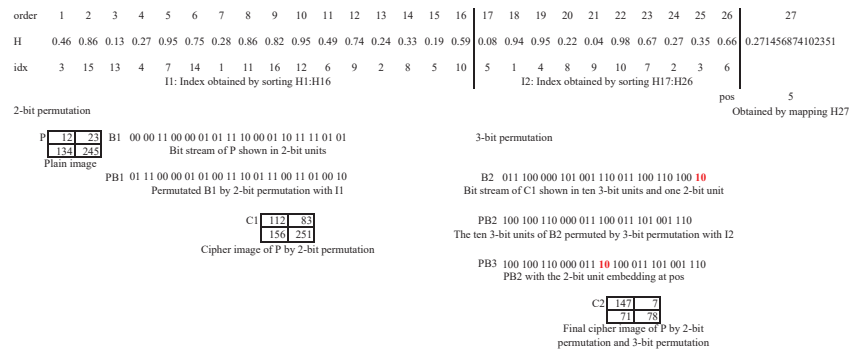 order 1 2 3 4 5 6 7 8 9 10 11 12 13 14 15 16 17 18 19 20 21 22 23 24 25 26 27
H 0.46 0.86 0.13 0.27 0.95 0.75 0.28 0.86 0.82 0.95 0.49 0.74 0.24 0.33 0.19 0.59 0.08 0.94 0.95 0.22 0.04 0.98 0.67 0.27 0.35 0.66 0.271456874102351
idx 3 15 13 4 7 14 1 11 16 12 6 9 2 8 5 10 5 1 4 8 9 10 7 2 3 6
I1: Index obtained by sorting H1:H16 I2: Index obtained by sorting H17:H26
pos 5
Obtained by mapping H27
2-bit permutation
P 12 23
134 245
Plain image
B1 00 00 11 00 00 01 01 11 10 00 01 10 11 11 01 01
Bit stream of P shown in 2-bit units
PB1 01 11 00 00 01 01 00 11 10 01 11 00 11 01 00 10
Permutated B1 by 2-bit permutation with I1
C1 112 83
156 251
Cipher image of P by 2-bit permutation
3-bit permutation
B2 011 100 000 101 001 110 011 100 110 100 10
Bit stream of C1 shown in ten 3-bit units and one 2-bit unit
PB2 100 100 110 000 011 100 011 101 001 110
The ten 3-bit units of B2 permuted by 3-bit permutation with I2
PB3 100 100 110 000 011 10 100 011 101 001 110
PB2 with the 2-bit unit embedding at pos
C2 147 7
71 78
Final cipher image of P by 2-bit
permutation and 3-bit permutation